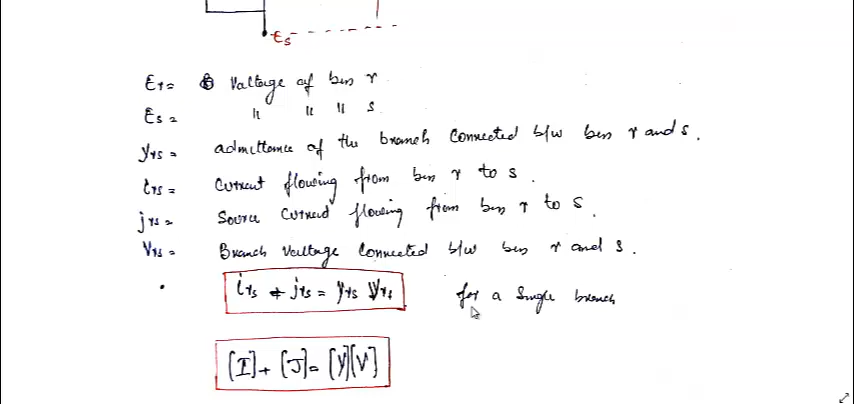 Es
Er = Voltage of bus r
Es = " " " s
yrs = admittance of the branch connected b/w bus r and s.
irs = Current flowing from bus r to s.
jrs = Source current flowing from bus r to s.
Vrs = Branch voltage connected b/w bus r and s.
irs + jrs = yrs Vrs for a single branch
[I] + [J] = [Y][V]